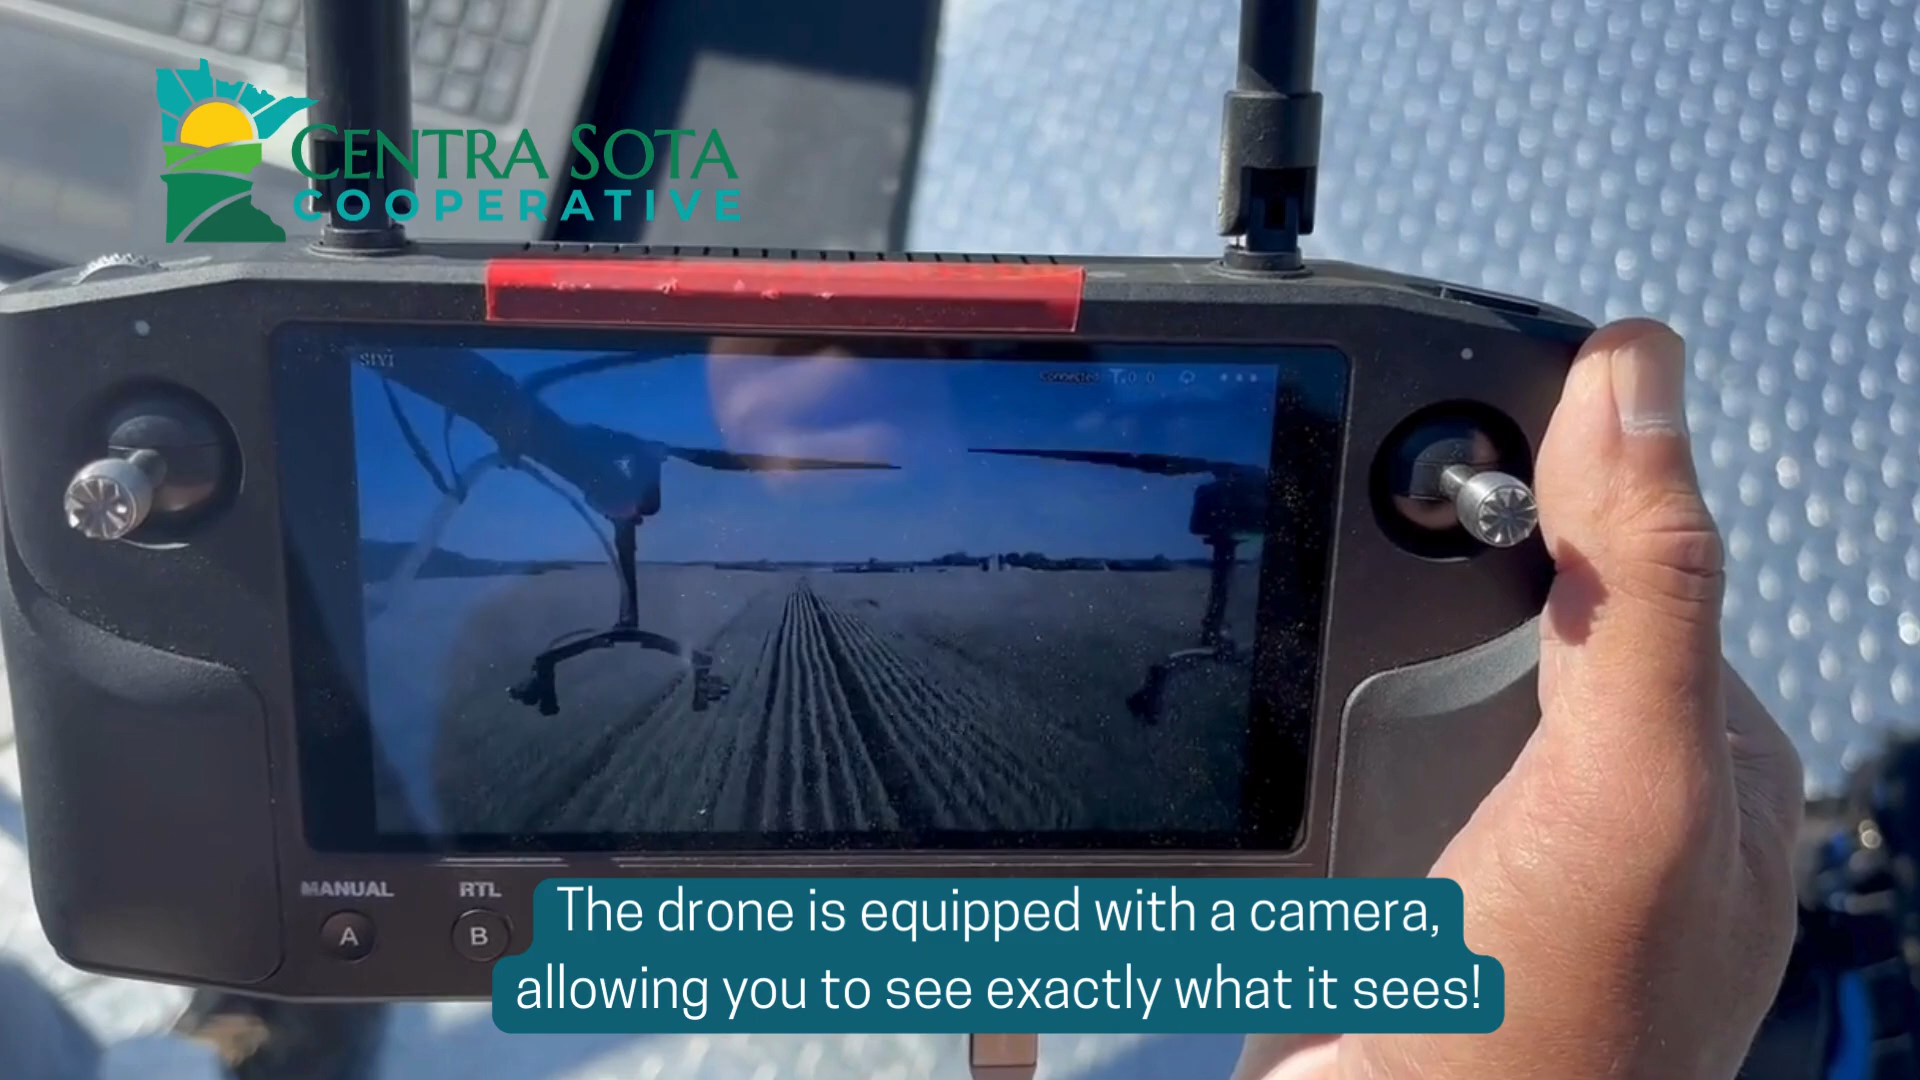 CENTRA SOTA
COOPERATIVE
SIYI
Connected
MANUAL
RTL
A
B
The drone is equipped with a camera,
allowing you to see exactly what it sees!